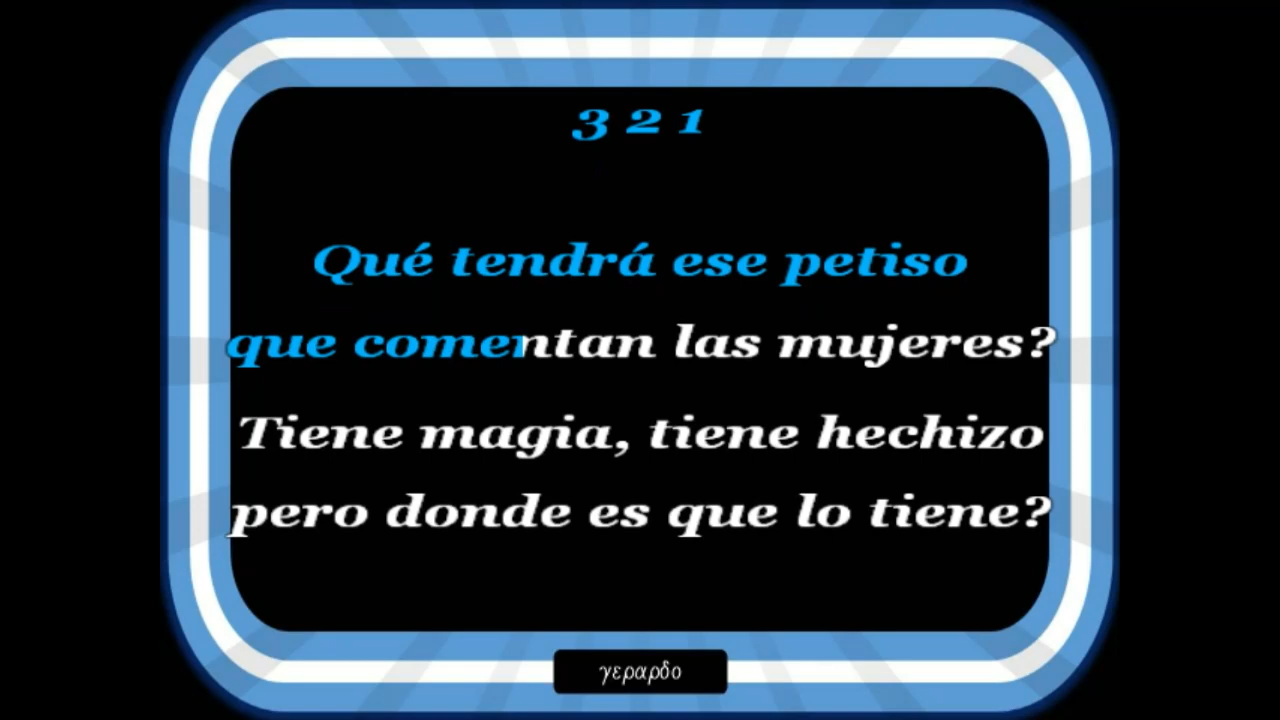 3 2 1
Qué tendrá ese petiso
que comentan las mujeres?
Tiene magia, tiene hechizo
pero donde es que lo tiene?
γεραρδο